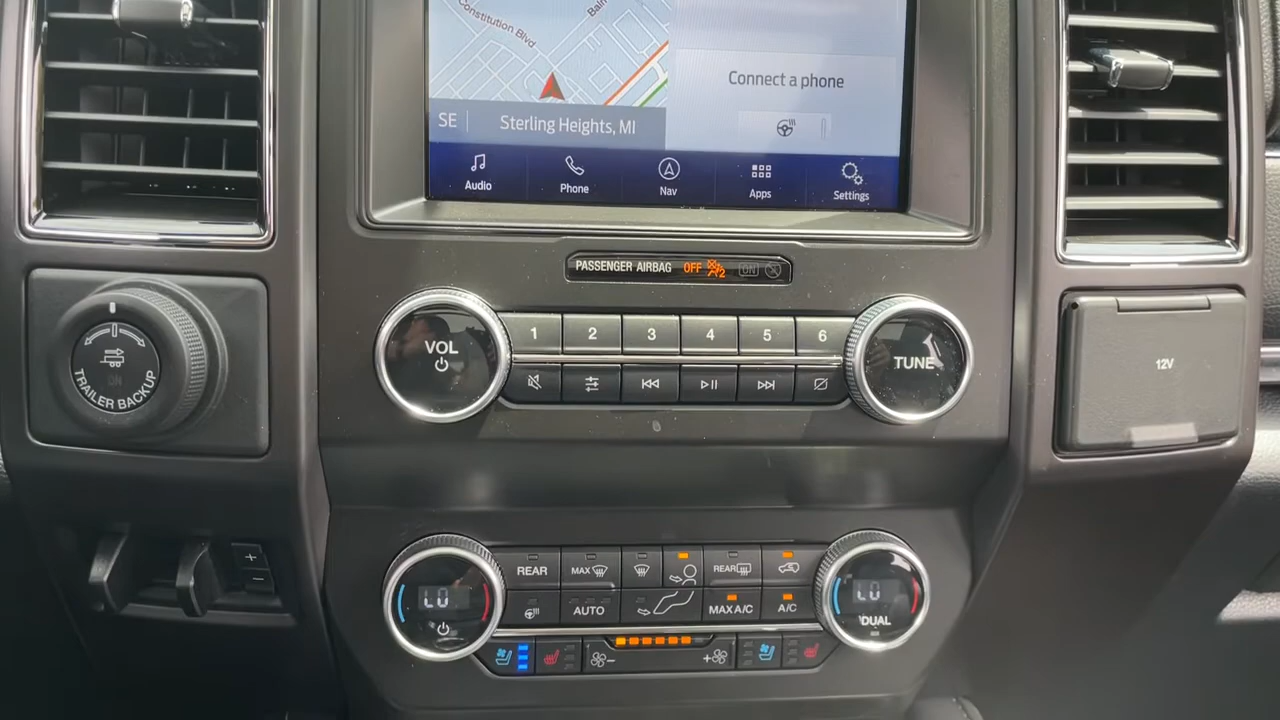 Constitution Blvd
Connect a phone
SE
Sterling Heights, MI
Audio
Phone
Nav
Apps
Settings
PASSENGER AIRBAG OFF 2 ON
VOL
1
2
3
4
5
6
TUNE
ON
TRAILER BACKUP
12V
+
−
REAR
MAX
REAR
AUTO
MAX A/C
A/C
LO
LO
DUAL
−
+